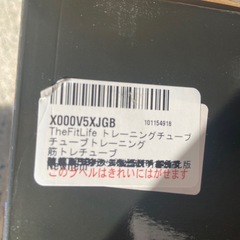 X000V5XJGB
101154918
TheFitLife トレーニングチューブ
チューブトレーニング
筋トレチューブ
このラベルはきれいにはがせます